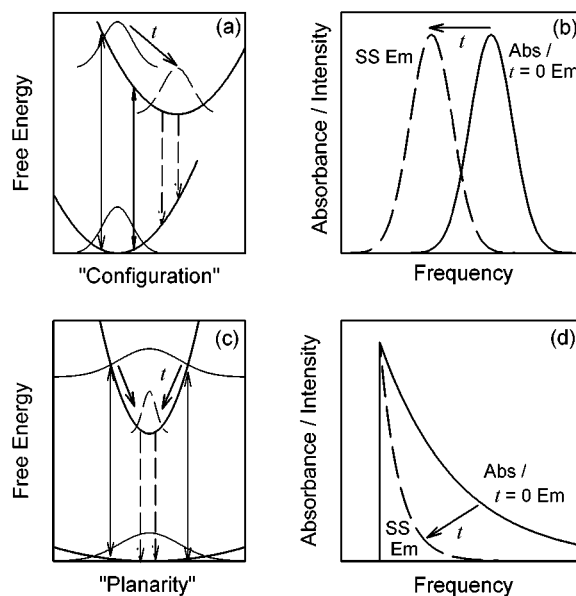 (a)
t
Free Energy
"Configuration"
(b)
t
SS Em
Abs /
t = 0 Em
Absorbance / Intensity
Frequency
(c)
t
Free Energy
"Planarity"
(d)
Abs /
t = 0 Em
t
SS
Em
Absorbance / Intensity
Frequency